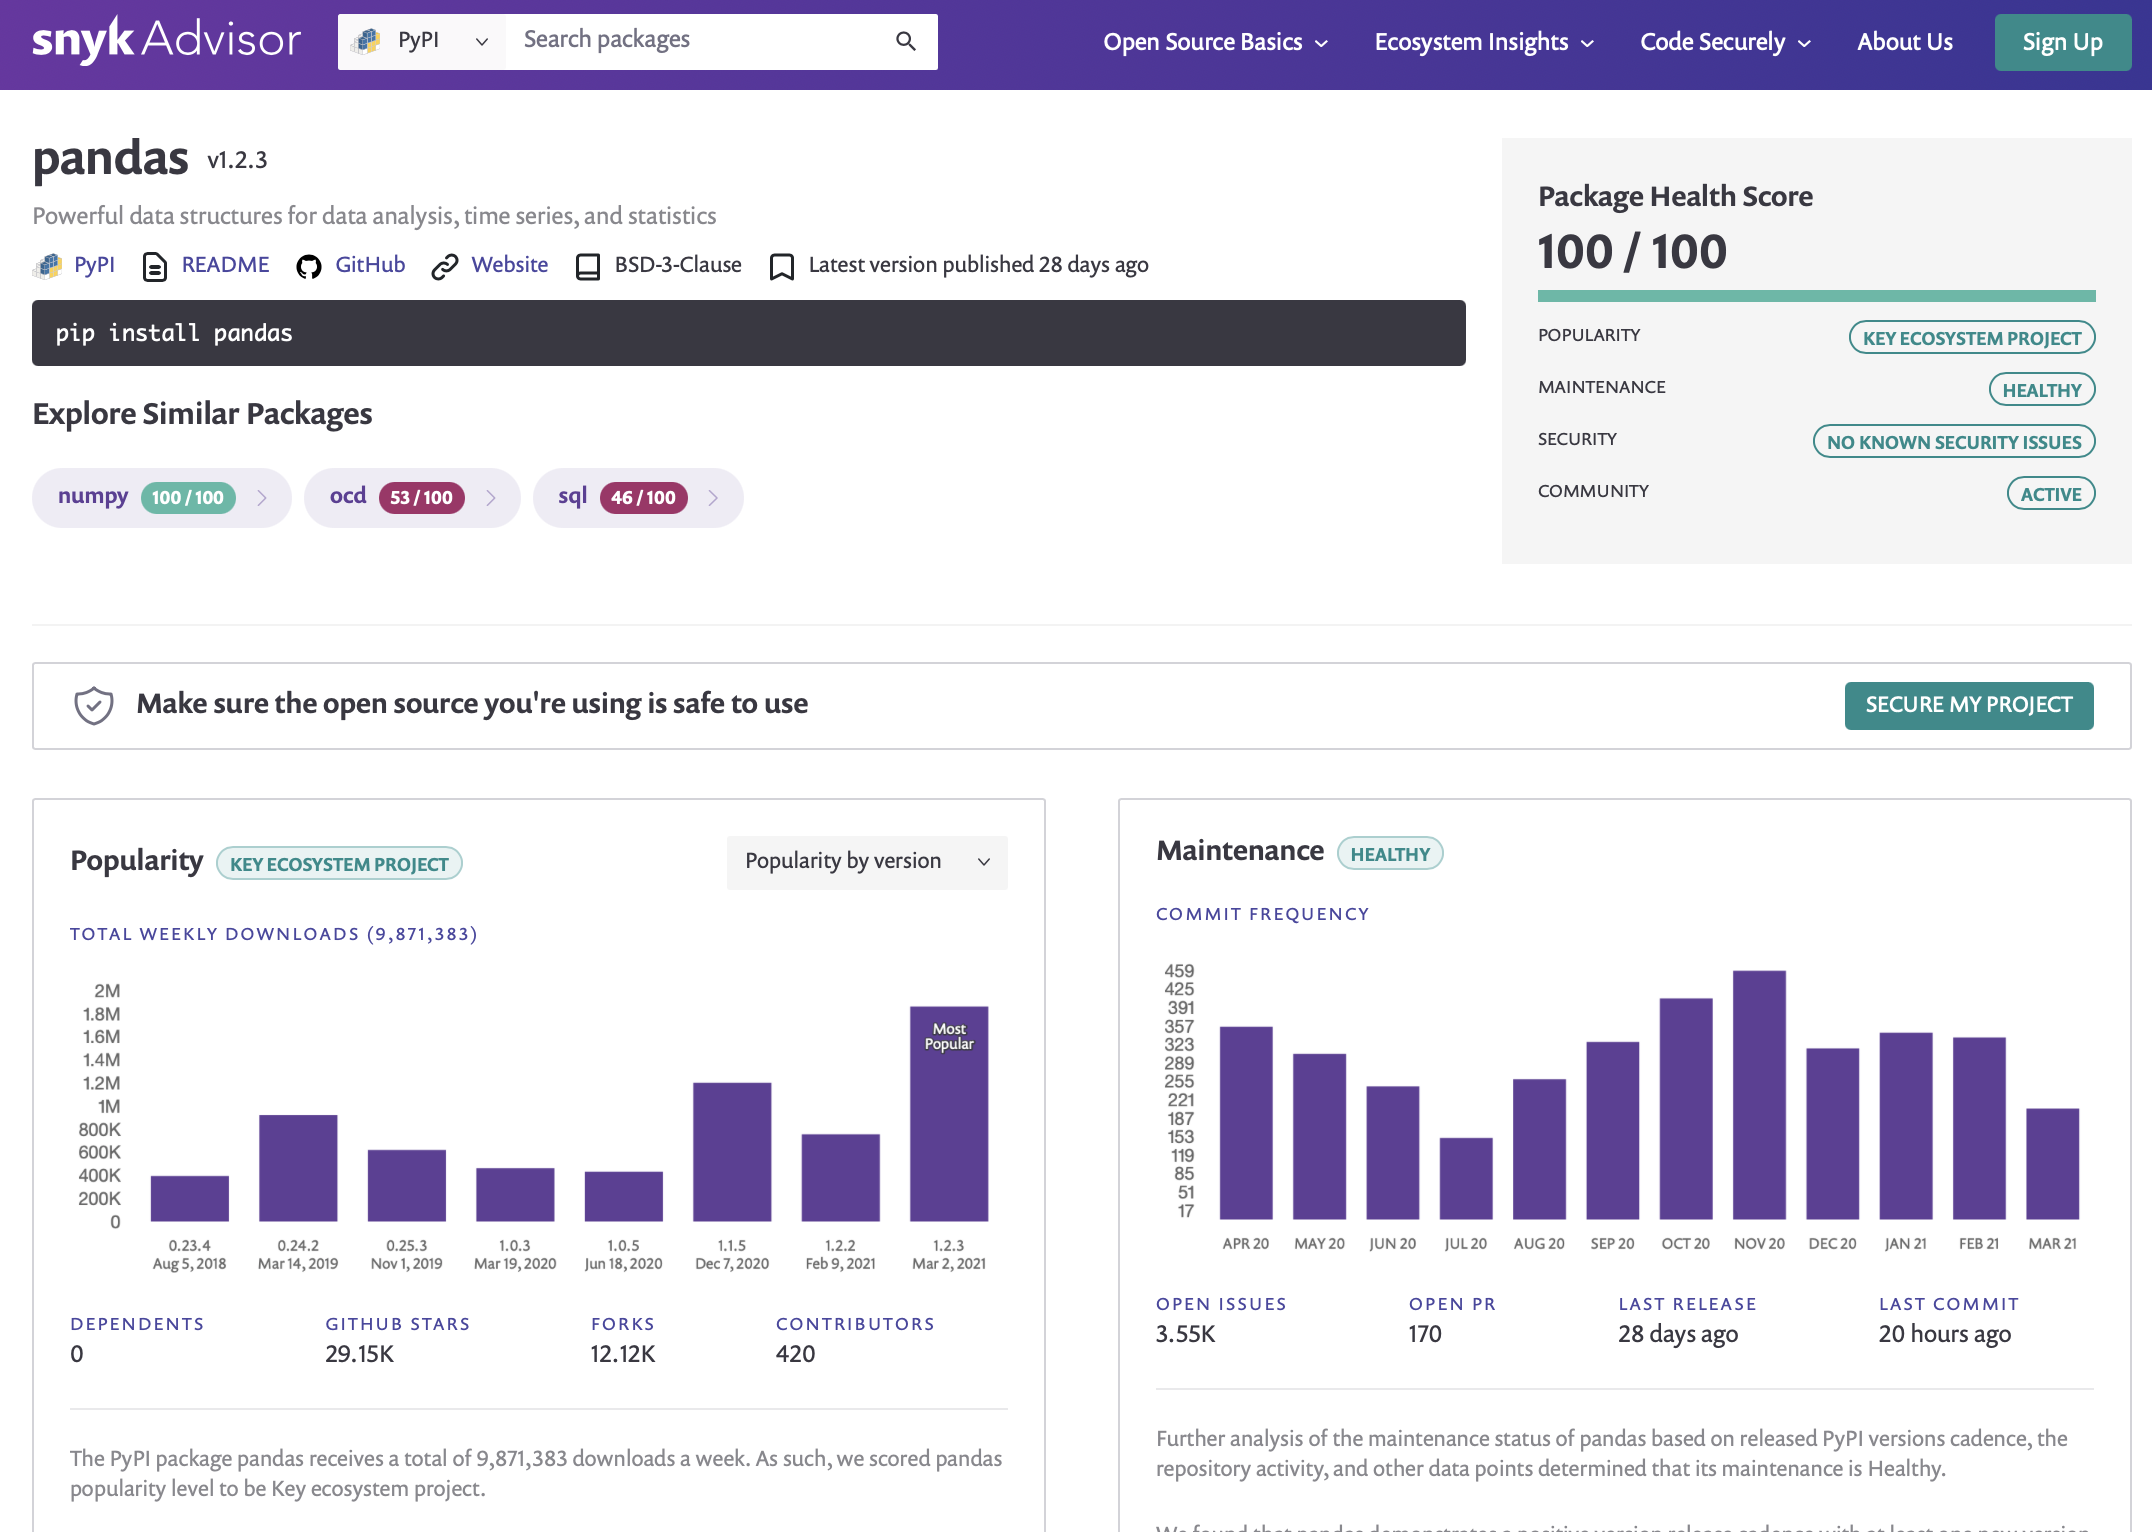 snyk Advisor
PyPI
Search packages
Open Source Basics
Ecosystem Insights
Code Securely
About Us
Sign Up
pandas v1.2.3
Powerful data structures for data analysis, time series, and statistics
PyPI README GitHub Website BSD-3-Clause Latest version published 28 days ago
pip install pandas
Explore Similar Packages
numpy 100 / 100
ocd 53 / 100
sql 46 / 100
Package Health Score
100 / 100
POPULARITY KEY ECOSYSTEM PROJECT
MAINTENANCE HEALTHY
SECURITY NO KNOWN SECURITY ISSUES
COMMUNITY ACTIVE
Make sure the open source you're using is safe to use
SECURE MY PROJECT
Popularity KEY ECOSYSTEM PROJECT
Popularity by version
TOTAL WEEKLY DOWNLOADS (9,871,383)
2M
1.8M
1.6M
1.4M
1.2M
1M
800K
600K
400K
200K
0
Most
Popular
0.23.4 0.24.2 0.25.3 1.0.3 1.0.5 1.1.5 1.2.2 1.2.3
Aug 5, 2018 Mar 14, 2019 Nov 1, 2019 Mar 19, 2020 Jun 18, 2020 Dec 7, 2020 Feb 9, 2021 Mar 2, 2021
DEPENDENTS GITHUB STARS FORKS CONTRIBUTORS
0 29.15K 12.12K 420
The PyPI package pandas receives a total of 9,871,383 downloads a week. As such, we scored pandas
popularity level to be Key ecosystem project.
Maintenance HEALTHY
COMMIT FREQUENCY
459
425
391
357
323
289
255
221
187
153
119
85
51
17
APR 20 MAY 20 JUN 20 JUL 20 AUG 20 SEP 20 OCT 20 NOV 20 DEC 20 JAN 21 FEB 21 MAR 21
OPEN ISSUES OPEN PR LAST RELEASE LAST COMMIT
3.55K 170 28 days ago 20 hours ago
Further analysis of the maintenance status of pandas based on released PyPI versions cadence, the
repository activity, and other data points determined that its maintenance is Healthy.
We found that pandas demonstrates a positive version release cadence with at least one new version